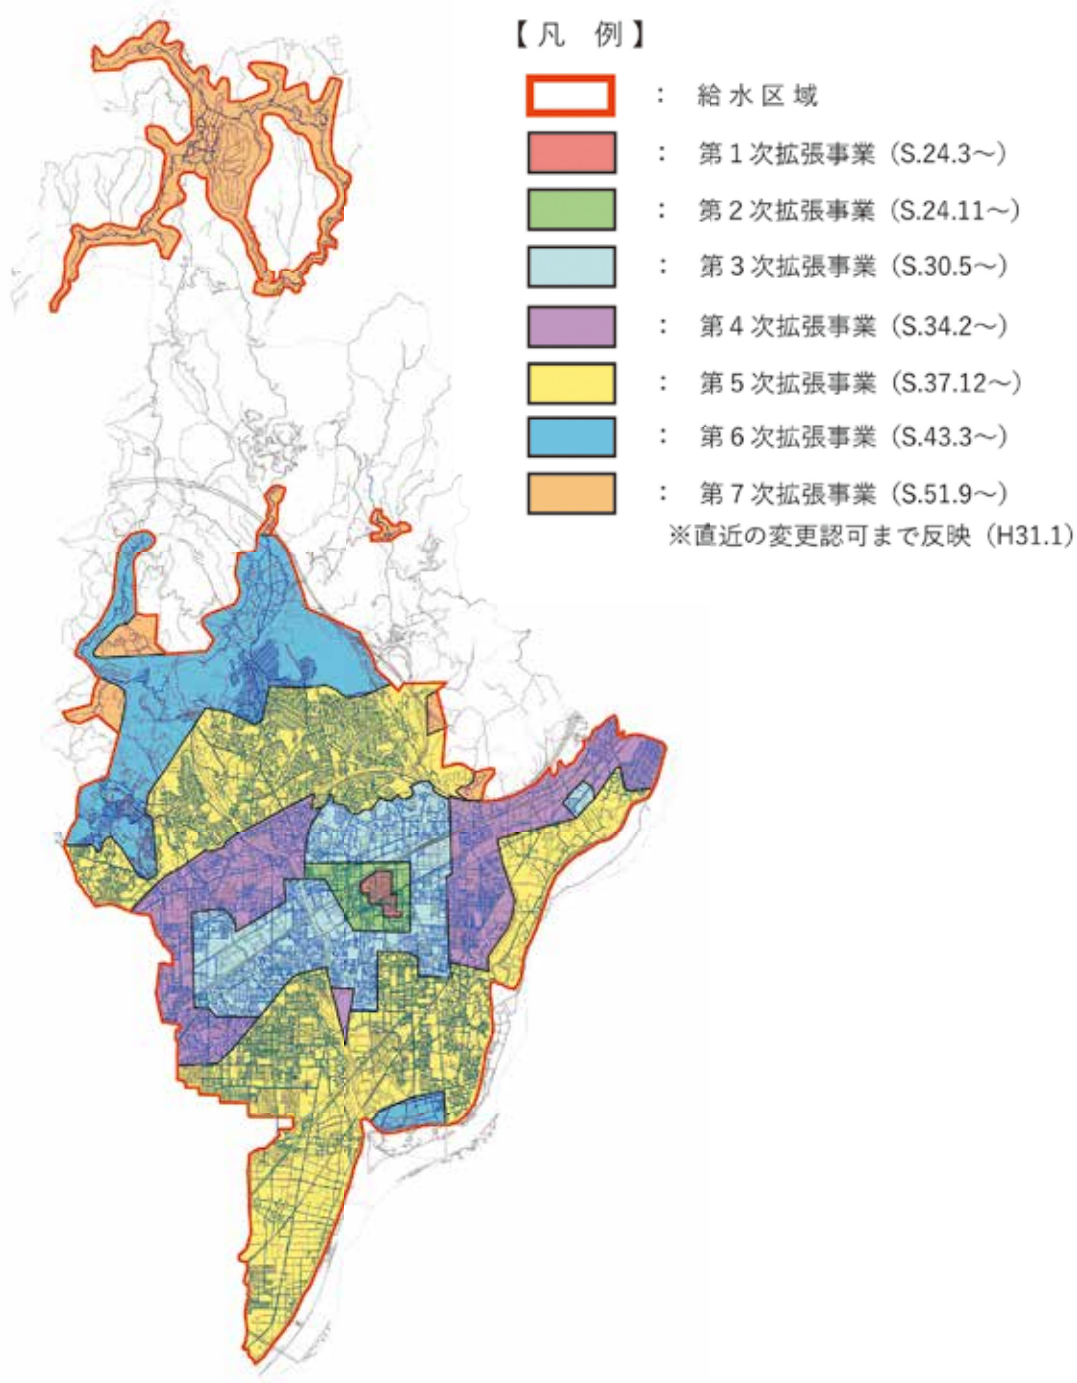 【凡 例】
： 給水区域
： 第1次拡張事業（S.24.3～）
： 第2次拡張事業（S.24.11～）
： 第3次拡張事業（S.30.5～）
： 第4次拡張事業（S.34.2～）
： 第5次拡張事業（S.37.12～）
： 第6次拡張事業（S.43.3～）
： 第7次拡張事業（S.51.9～）
※直近の変更認可まで反映（H31.1）